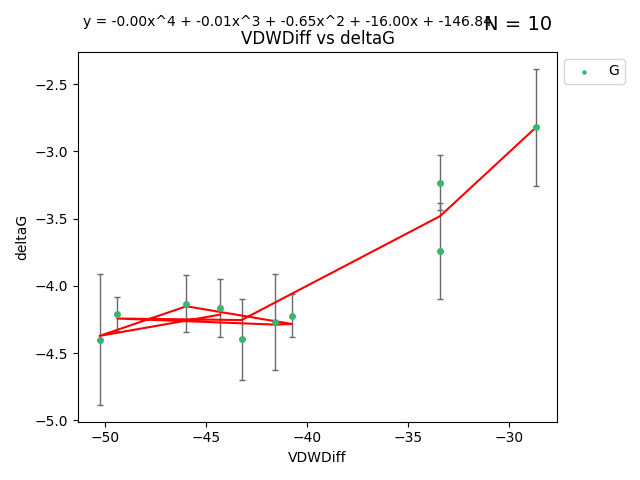 y = -0.00x^4 + -0.01x^3 + -0.65x^2 + -16.00x + -146.84
N = 10
VDWDiff vs deltaG
G
−2.5
−3.0
−3.5
−4.0
−4.5
−5.0
deltaG
−50
−45
−40
−35
−30
VDWDiff